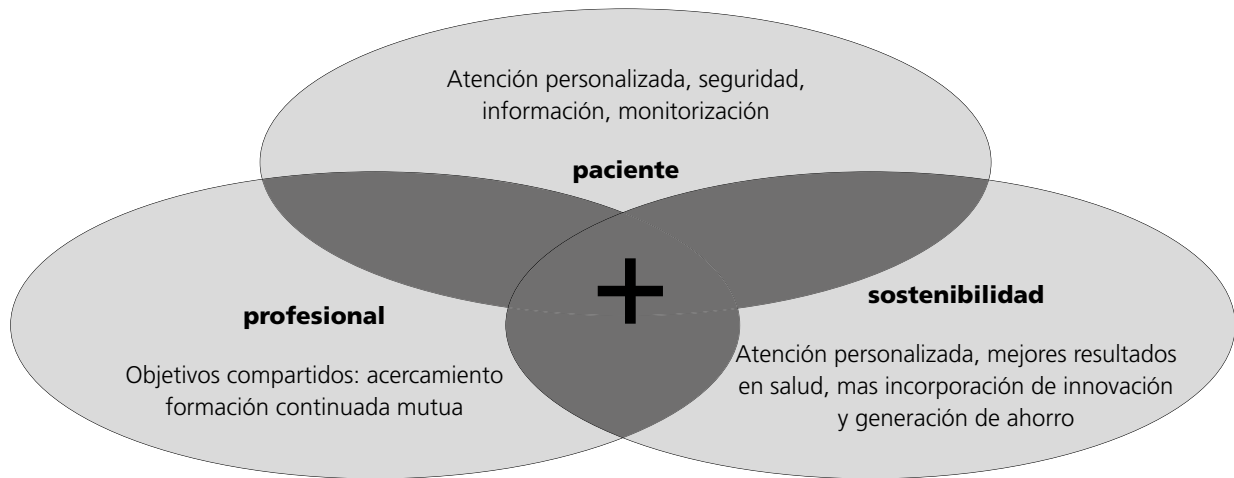 Atención personalizada, seguridad,
información, monitorización
paciente
profesional
Objetivos compartidos: acercamiento
formación continuada mutua
+
sostenibilidad
Atención personalizada, mejores resultados
en salud, mas incorporación de innovación
y generación de ahorro